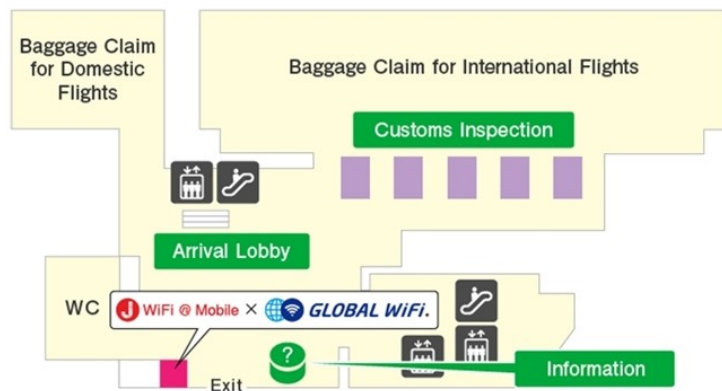 Baggage Claim
for Domestic
Flights
Baggage Claim for International Flights
Customs Inspection
Arrival Lobby
WC
J WiFi @ Mobile × GLOBAL WiFi.
?
Information
Exit